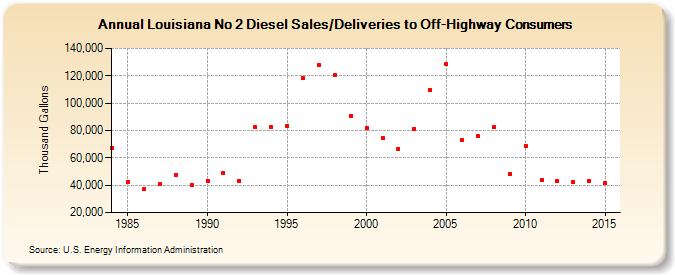 Annual Louisiana No 2 Diesel Sales/Deliveries to Off-Highway Consumers
Thousand Gallons
140,000
120,000
100,000
80,000
60,000
40,000
20,000
1985 1990 1995 2000 2005 2010 2015
Source: U.S. Energy Information Administration